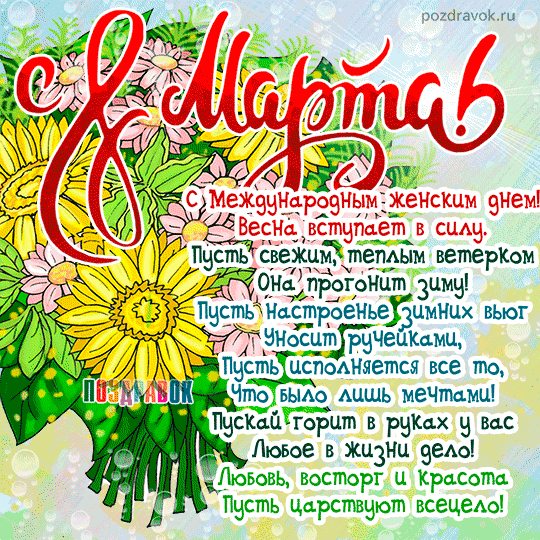 pozdravok.ru
С 8 Марта!
С Международным женским днем!
Весна вступает в силу.
Пусть свежим, теплым ветерком
Она прогонит зиму!
Пусть настроенье зимних вьюг
Уносит ручейками,
Пусть исполняется все то,
Что было лишь мечтами!
ПОЗДРАВОК
Пускай горит в руках у вас
Любое в жизни дело!
Любовь, восторг и красота
Пусть царствуют всецело!